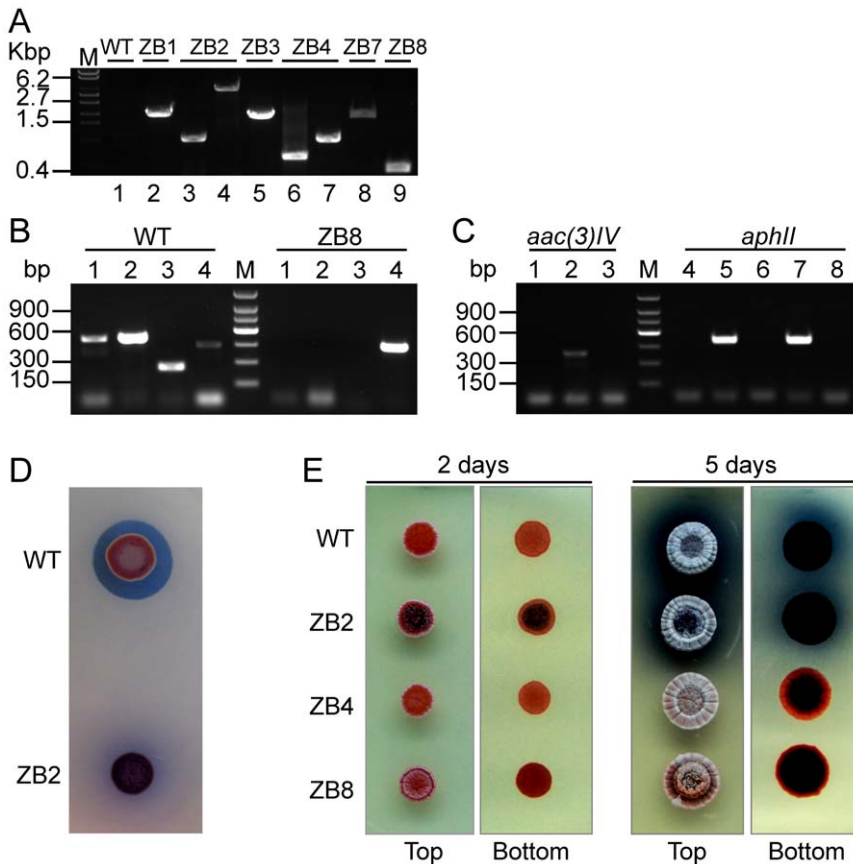 A
Kbp M WT ZB1 ZB2 ZB3 ZB4 ZB7 ZB8
6.2
2.7
1.5
0.4
1 2 3 4 5 6 7 8 9
B
WT ZB8
bp 1 2 3 4 M 1 2 3 4
900
600
300
150
C
aac(3)IV aphII
bp 1 2 3 M 4 5 6 7 8
900
600
300
150
D
WT
ZB2
E
2 days 5 days
WT
ZB2
ZB4
ZB8
Top Bottom Top Bottom